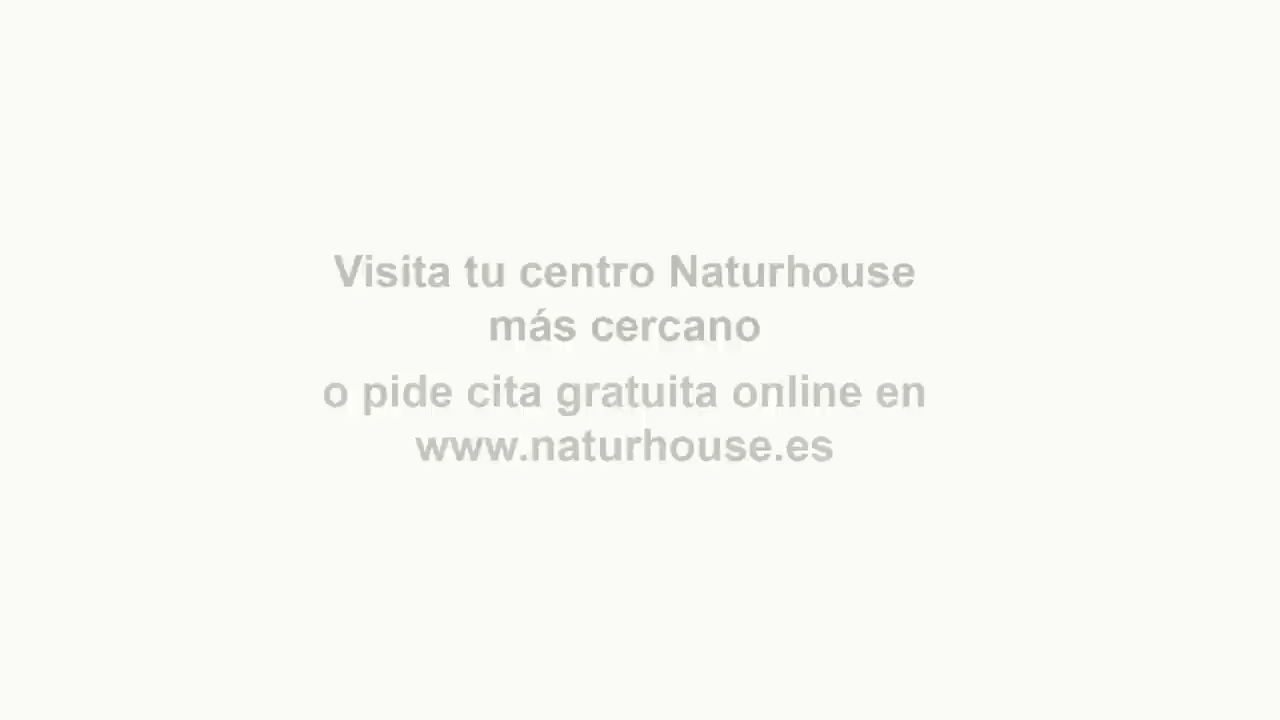 Visita tu centro Naturhouse
más cercano
o pide cita gratuita online en
www.naturhouse.es